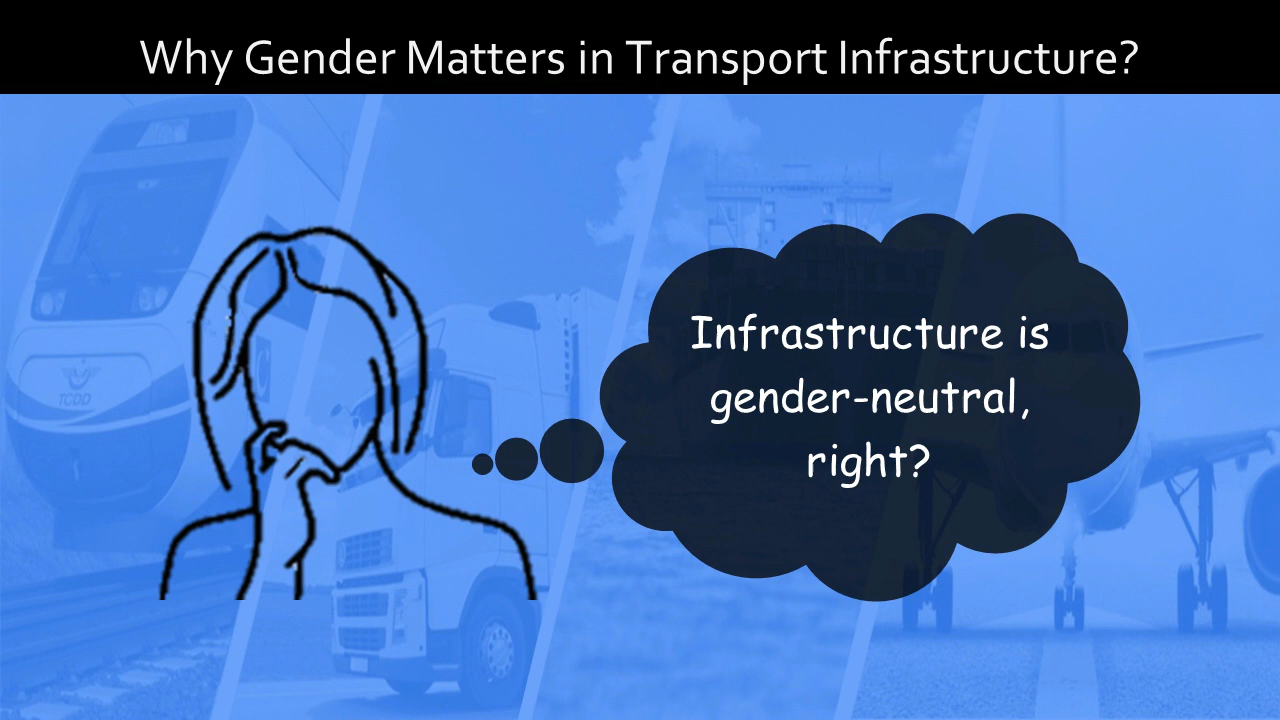 Why Gender Matters in Transport Infrastructure?
Infrastructure is
gender-neutral,
right?
TCDD